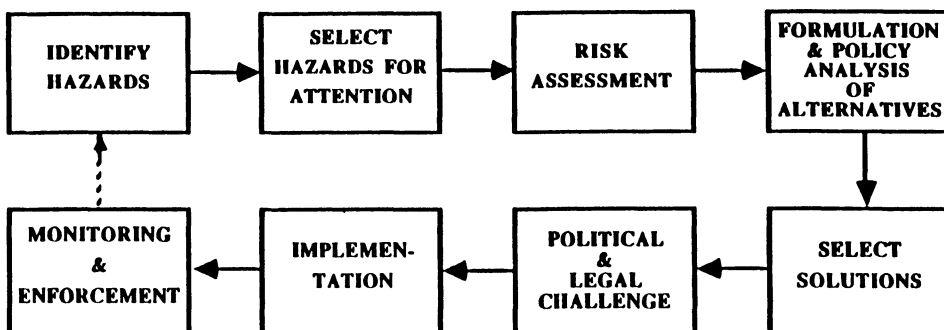 IDENTIFY
HAZARDS
SELECT
HAZARDS FOR
ATTENTION
RISK
ASSESSMENT
FORMULATION
& POLICY
ANALYSIS
OF
ALTERNATIVES
MONITORING
&
ENFORCEMENT
IMPLEMEN-
TATION
POLITICAL
&
LEGAL
CHALLENGE
SELECT
SOLUTIONS